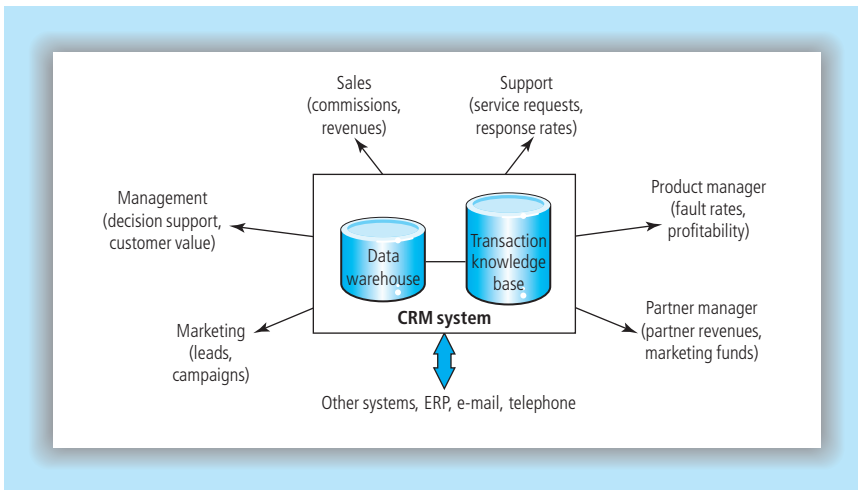 Sales
(commissions,
revenues)
Support
(service requests,
response rates)
Management
(decision support,
customer value)
Product manager
(fault rates,
profitability)
Data
warehouse
Transaction
knowledge
base
CRM system
Marketing
(leads,
campaigns)
Partner manager
(partner revenues,
marketing funds)
Other systems, ERP, e-mail, telephone